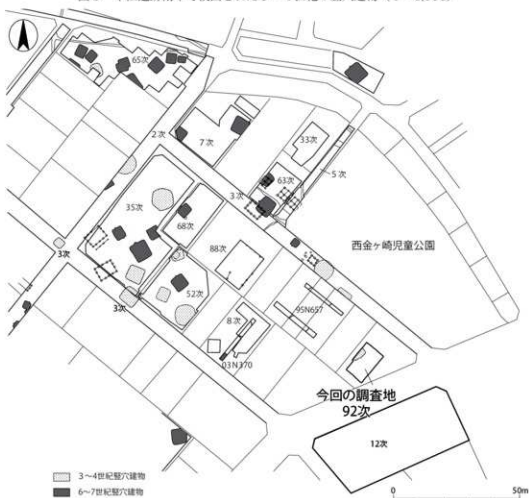 65次
2次
7次
33次
63次
5次
3次
35次
68次
西金ヶ崎児童公園
88次
3次
52次
3次
95N657
8次
03N370
今回の調査地
92次
12次
3～4世紀竪穴建物
6～7世紀竪穴建物
0
50m